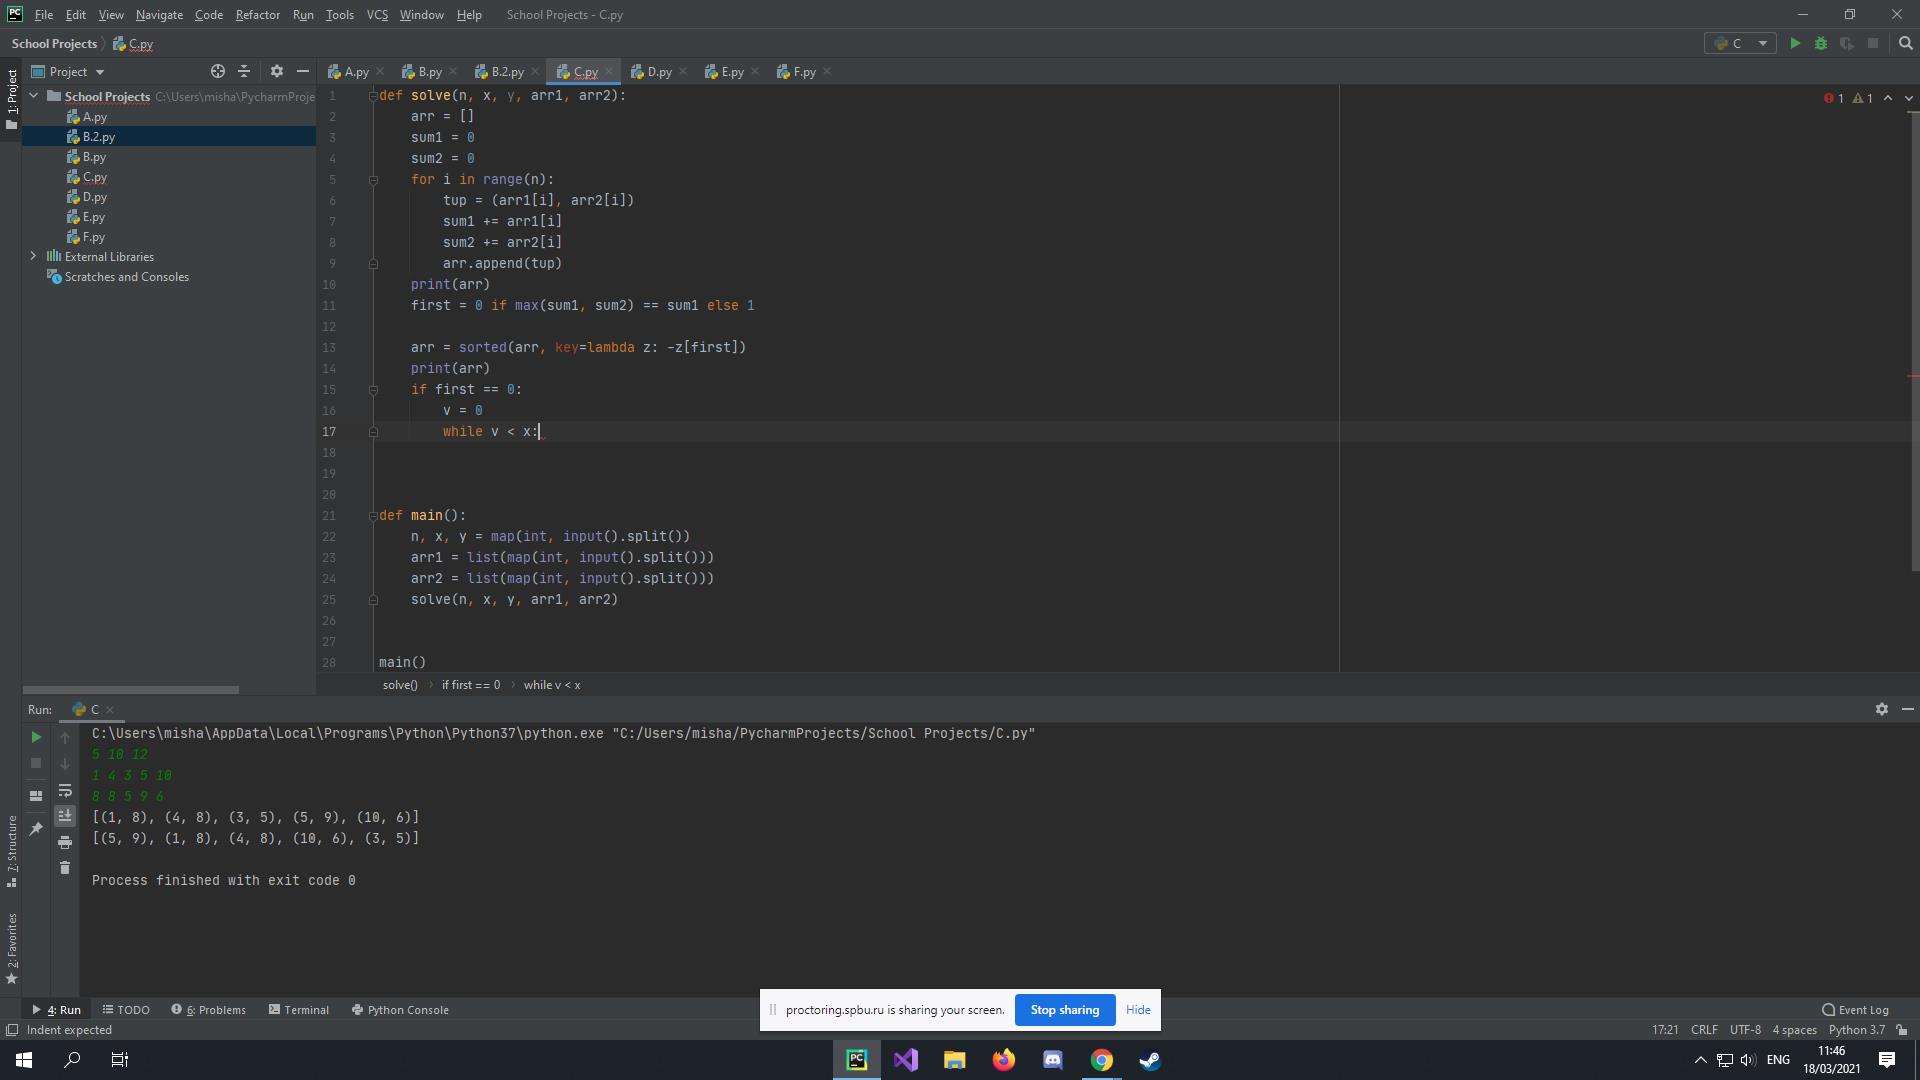 File Edit View Navigate Code Refactor Run Tools VCS Window Help School Projects - C.py
School Projects C.py C
Project A.py B.py B.2.py C.py D.py E.py F.py
1: Project
School Projects C:\Users\misha\PycharmProje
A.py
B.2.py
B.py
C.py
D.py
E.py
F.py
External Libraries
Scratches and Consoles
1 def solve(n, x, y, arr1, arr2):
2 arr = []
3 sum1 = 0
4 sum2 = 0
5 for i in range(n):
6 tup = (arr1[i], arr2[i])
7 sum1 += arr1[i]
8 sum2 += arr2[i]
9 arr.append(tup)
10 print(arr)
11 first = 0 if max(sum1, sum2) == sum1 else 1
12
13 arr = sorted(arr, key=lambda z: -z[first])
14 print(arr)
15 if first == 0:
16 v = 0
17 while v < x:
18
19
20
21 def main():
22 n, x, y = map(int, input().split())
23 arr1 = list(map(int, input().split()))
24 arr2 = list(map(int, input().split()))
25 solve(n, x, y, arr1, arr2)
26
27
28 main()
1 1
solve() if first == 0 while v < x
Run: C
C:\Users\misha\AppData\Local\Programs\Python\Python37\python.exe "C:/Users/misha/PycharmProjects/School Projects/C.py"
5 10 12
1 4 3 5 10
8 8 5 9 6
[(1, 8), (4, 8), (3, 5), (5, 9), (10, 6)]
[(5, 9), (1, 8), (4, 8), (10, 6), (3, 5)]
Process finished with exit code 0
7: Structure
2: Favorites
proctoring.spbu.ru is sharing your screen. Stop sharing Hide
4: Run TODO 6: Problems Terminal Python Console Event Log
Indent expected 17:21 CRLF UTF-8 4 spaces Python 3.7
PC ENG 11:46
18/03/2021